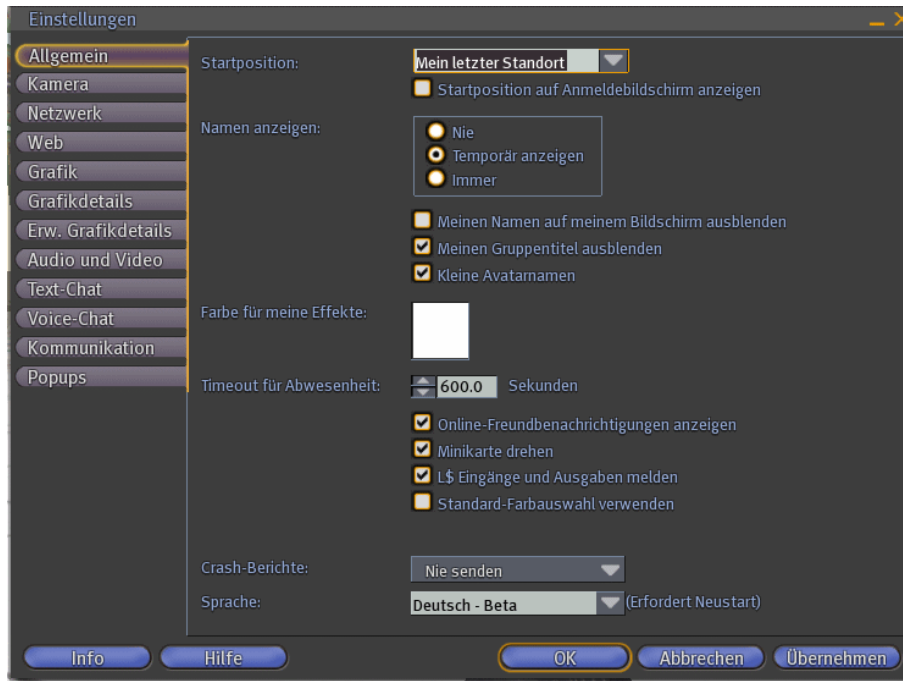 Einstellungen
Allgemein
Kamera
Netzwerk
Web
Grafik
Grafikdetails
Erw. Grafikdetails
Audio und Video
Text-Chat
Voice-Chat
Kommunikation
Popups
Startposition: Mein letzter Standort
Startposition auf Anmeldebildschirm anzeigen
Namen anzeigen:
Nie
Temporär anzeigen
Immer
Meinen Namen auf meinem Bildschirm ausblenden
Meinen Gruppentitel ausblenden
Kleine Avatarnamen
Farbe für meine Effekte:
Timeout für Abwesenheit: 600.0 Sekunden
Online-Freundbenachrichtigungen anzeigen
Minikarte drehen
L$ Eingänge und Ausgaben melden
Standard-Farbauswahl verwenden
Crash-Berichte: Nie senden
Sprache: Deutsch - Beta (Erfordert Neustart)
Info Hilfe OK Abbrechen Übernehmen